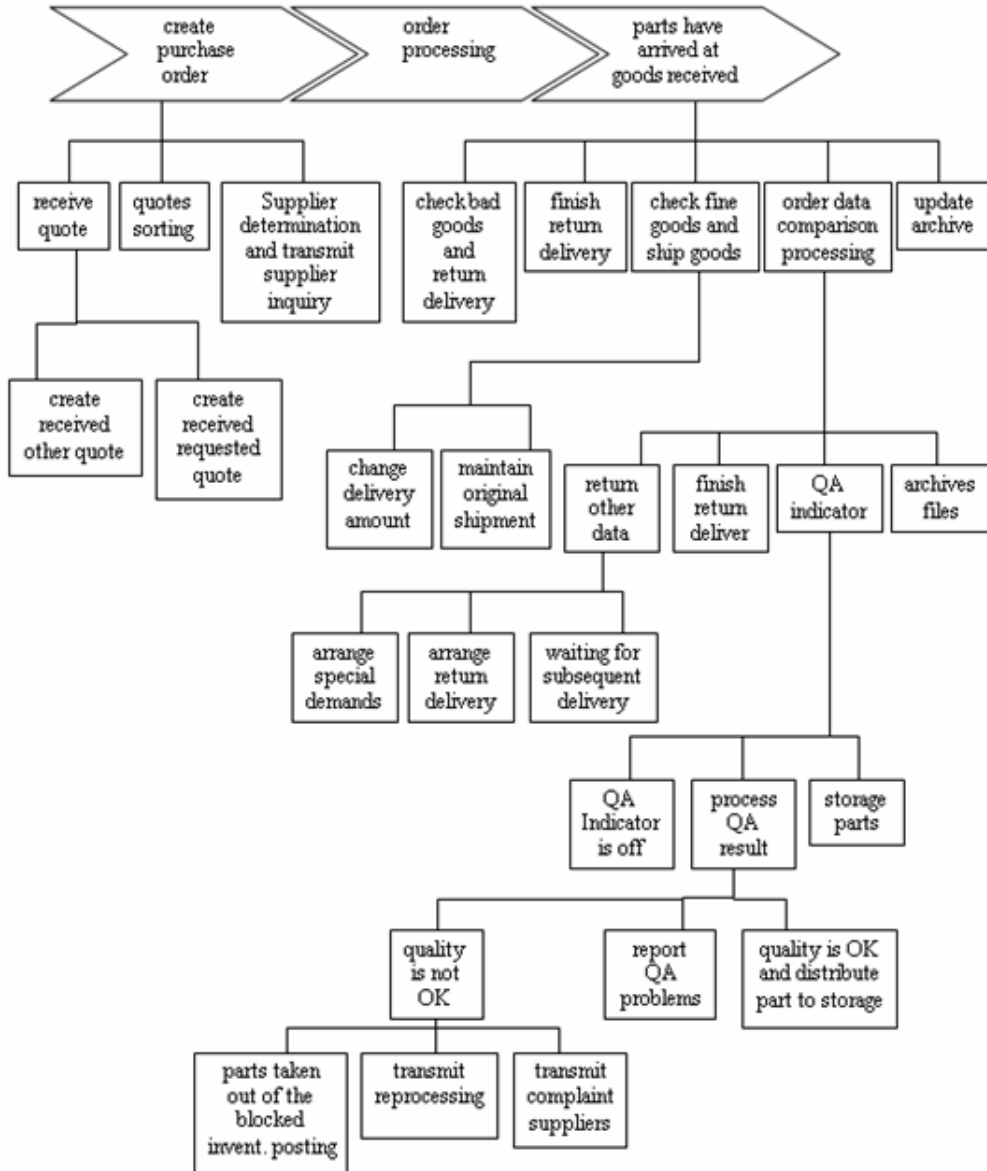 create
purchase
order
order
processing
parts have
arrived at
goods received
receive
quote
quotes
sorting
Supplier
determination
and transmit
supplier
inquiry
check bad
goods
and
return
delivery
finish
return
delivery
check fine
goods and
ship goods
order data
comparison
processing
update
archive
create
received
other quote
create
received
requested
quote
change
delivery
amount
maintain
original
shipment
return
other
data
finish
return
deliver
QA
indicator
archives
files
arrange
special
demands
arrange
return
delivery
waiting for
subsequent
delivery
QA
Indicator
is off
process
QA
result
storage
parts
quality
is not
OK
report
QA
problems
quality is OK
and distribute
part to storage
parts taken
out of the
blocked
invent. posting
transmit
reprocessing
transmit
complaint
suppliers